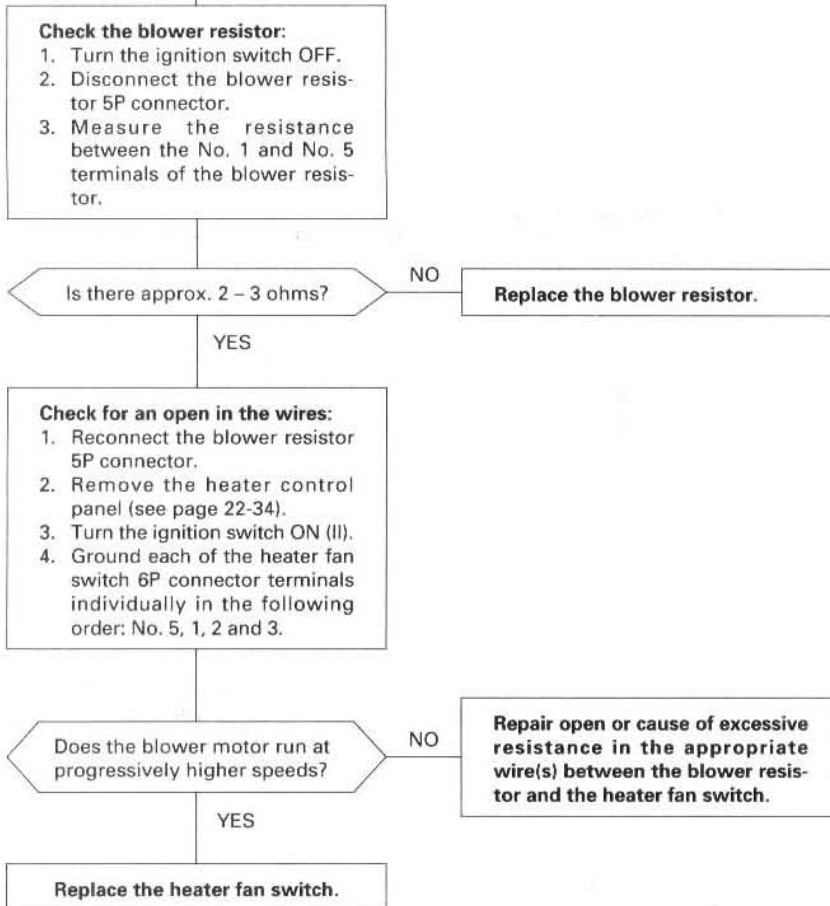 Check the blower resistor:
1. Turn the ignition switch OFF.
2. Disconnect the blower resis-
tor 5P connector.
3. Measure the resistance
between the No. 1 and No. 5
terminals of the blower resis-
tor.
Is there approx. 2 – 3 ohms?
NO
Replace the blower resistor.
YES
Check for an open in the wires:
1. Reconnect the blower resistor
5P connector.
2. Remove the heater control
panel (see page 22-34).
3. Turn the ignition switch ON (II).
4. Ground each of the heater fan
switch 6P connector terminals
individually in the following
order: No. 5, 1, 2 and 3.
Does the blower motor run at
progressively higher speeds?
NO
Repair open or cause of excessive
resistance in the appropriate
wire(s) between the blower resis-
tor and the heater fan switch.
YES
Replace the heater fan switch.